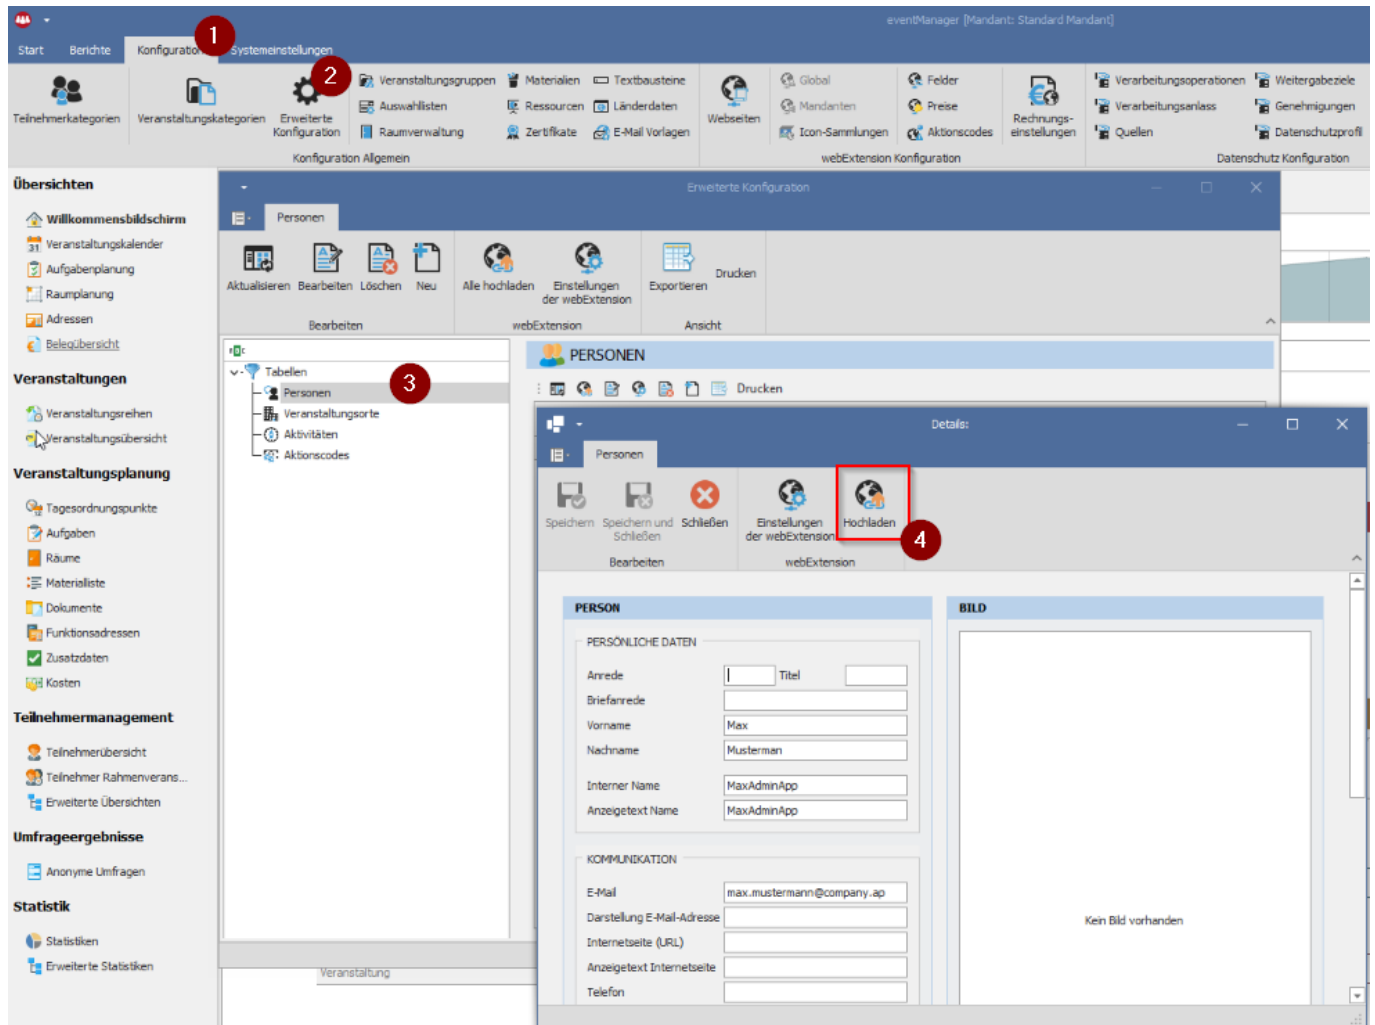 eventManager [Mandant: Standard Mandant]
1
Start Berichte Konfiguration Systemeinstellungen
2
Teilnehmerkategorien
Veranstaltungskategorien
Erweiterte
Konfiguration
Veranstaltungsgruppen Materialien Textbausteine
Auswahllisten Ressourcen Länderdaten
Raumverwaltung Zertifikate E-Mail Vorlagen
Konfiguration Allgemein
Webseiten
Global Felder
Mandanten Preise
Icon-Sammlungen Aktionscodes
Rechnungs-
einstellungen
webExtension Konfiguration
Verarbeitungsoperationen Weitergabeziele
Verarbeitungsanlass Genehmigungen
Quellen Datenschutzprofil
Datenschutz Konfiguration
Übersichten
Willkommensbildschirm
31 Veranstaltungskalender
Aufgabenplanung
Raumplanung
Adressen
Belegübersicht
Veranstaltungen
Veranstaltungsreihen
Veranstaltungsübersicht
Veranstaltungsplanung
Tagesordnungspunkte
Aufgaben
Räume
Materialliste
Dokumente
Funktionsadressen
Zusatzdaten
Kosten
Teilnehmermanagement
Teilnehmerübersicht
Teilnehmer Rahmenverans...
Erweiterte Übersichten
Umfrageergebnisse
Anonyme Umfragen
Statistik
Statistiken
Erweiterte Statistiken
Erweiterte Konfiguration
Personen
Aktualisieren Bearbeiten Löschen Neu
Bearbeiten
Alle hochladen
Einstellungen
der webExtension
webExtension
Exportieren
Drucken
Ansicht
Tabellen
Personen
3
Veranstaltungsorte
Aktivitäten
Aktionscodes
PERSONEN
Drucken
Veranstaltung
Details:
Personen
Speichern
Speichern und
Schließen
Schließen
Bearbeiten
Einstellungen
der webExtension
Hochladen
4
webExtension
PERSON
PERSÖNLICHE DATEN
Anrede Titel
Briefanrede
Vorname Max
Nachname Musterman
Interner Name MaxAdminApp
Anzeigetext Name MaxAdminApp
KOMMUNIKATION
E-Mail max.mustermann@company.ap
Darstellung E-Mail-Adresse
Internetseite (URL)
Anzeigetext Internetseite
Telefon
BILD
Kein Bild vorhanden